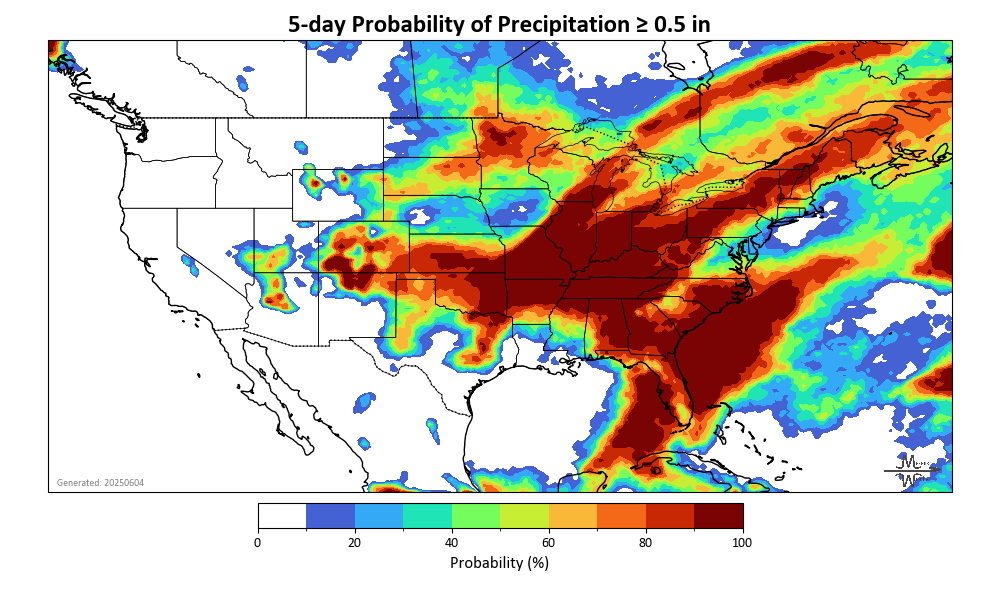 5-day Probability of Precipitation ≥ 0.5 in
Generated: 20250604
0 20 40 60 80 100
Probability (%)